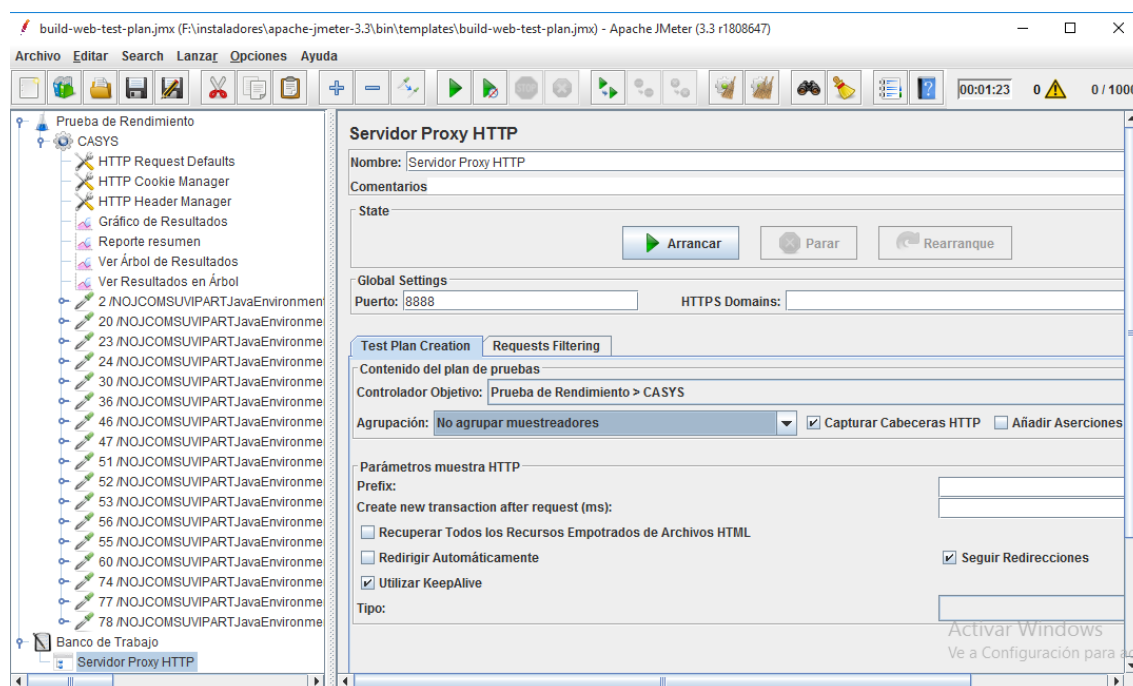 build-web-test-plan.jmx (F:\instaladores\apache-jmeter-3.3\bin\templates\build-web-test-plan.jmx) - Apache JMeter (3.3 r1808647)
Archivo Editar Search Lanzar Opciones Ayuda
00:01:23 0 0 / 1000
Prueba de Rendimiento
CASYS
HTTP Request Defaults
HTTP Cookie Manager
HTTP Header Manager
Gráfico de Resultados
Reporte resumen
Ver Árbol de Resultados
Ver Resultados en Árbol
2 /NOJCOMSUVIPARTJavaEnvironment
20 /NOJCOMSUVIPARTJavaEnvironme
23 /NOJCOMSUVIPARTJavaEnvironme
24 /NOJCOMSUVIPARTJavaEnvironme
30 /NOJCOMSUVIPARTJavaEnvironme
36 /NOJCOMSUVIPARTJavaEnvironme
46 /NOJCOMSUVIPARTJavaEnvironme
47 /NOJCOMSUVIPARTJavaEnvironme
51 /NOJCOMSUVIPARTJavaEnvironme
52 /NOJCOMSUVIPARTJavaEnvironme
53 /NOJCOMSUVIPARTJavaEnvironme
56 /NOJCOMSUVIPARTJavaEnvironme
55 /NOJCOMSUVIPARTJavaEnvironme
60 /NOJCOMSUVIPARTJavaEnvironme
74 /NOJCOMSUVIPARTJavaEnvironme
77 /NOJCOMSUVIPARTJavaEnvironme
78 /NOJCOMSUVIPARTJavaEnvironme
Banco de Trabajo
Servidor Proxy HTTP
Servidor Proxy HTTP
Nombre: Servidor Proxy HTTP
Comentarios
State
Arrancar Parar Rearranque
Global Settings
Puerto: 8888 HTTPS Domains:
Test Plan Creation Requests Filtering
Contenido del plan de pruebas
Controlador Objetivo: Prueba de Rendimiento > CASYS
Agrupación: No agrupar muestreadores Capturar Cabeceras HTTP Añadir Aserciones
Parámetros muestra HTTP
Prefix:
Create new transaction after request (ms):
Recuperar Todos los Recursos Empotrados de Archivos HTML
Redirigir Automáticamente Seguir Redirecciones
Utilizar KeepAlive
Tipo:
Activar Windows
Ve a Configuración para a